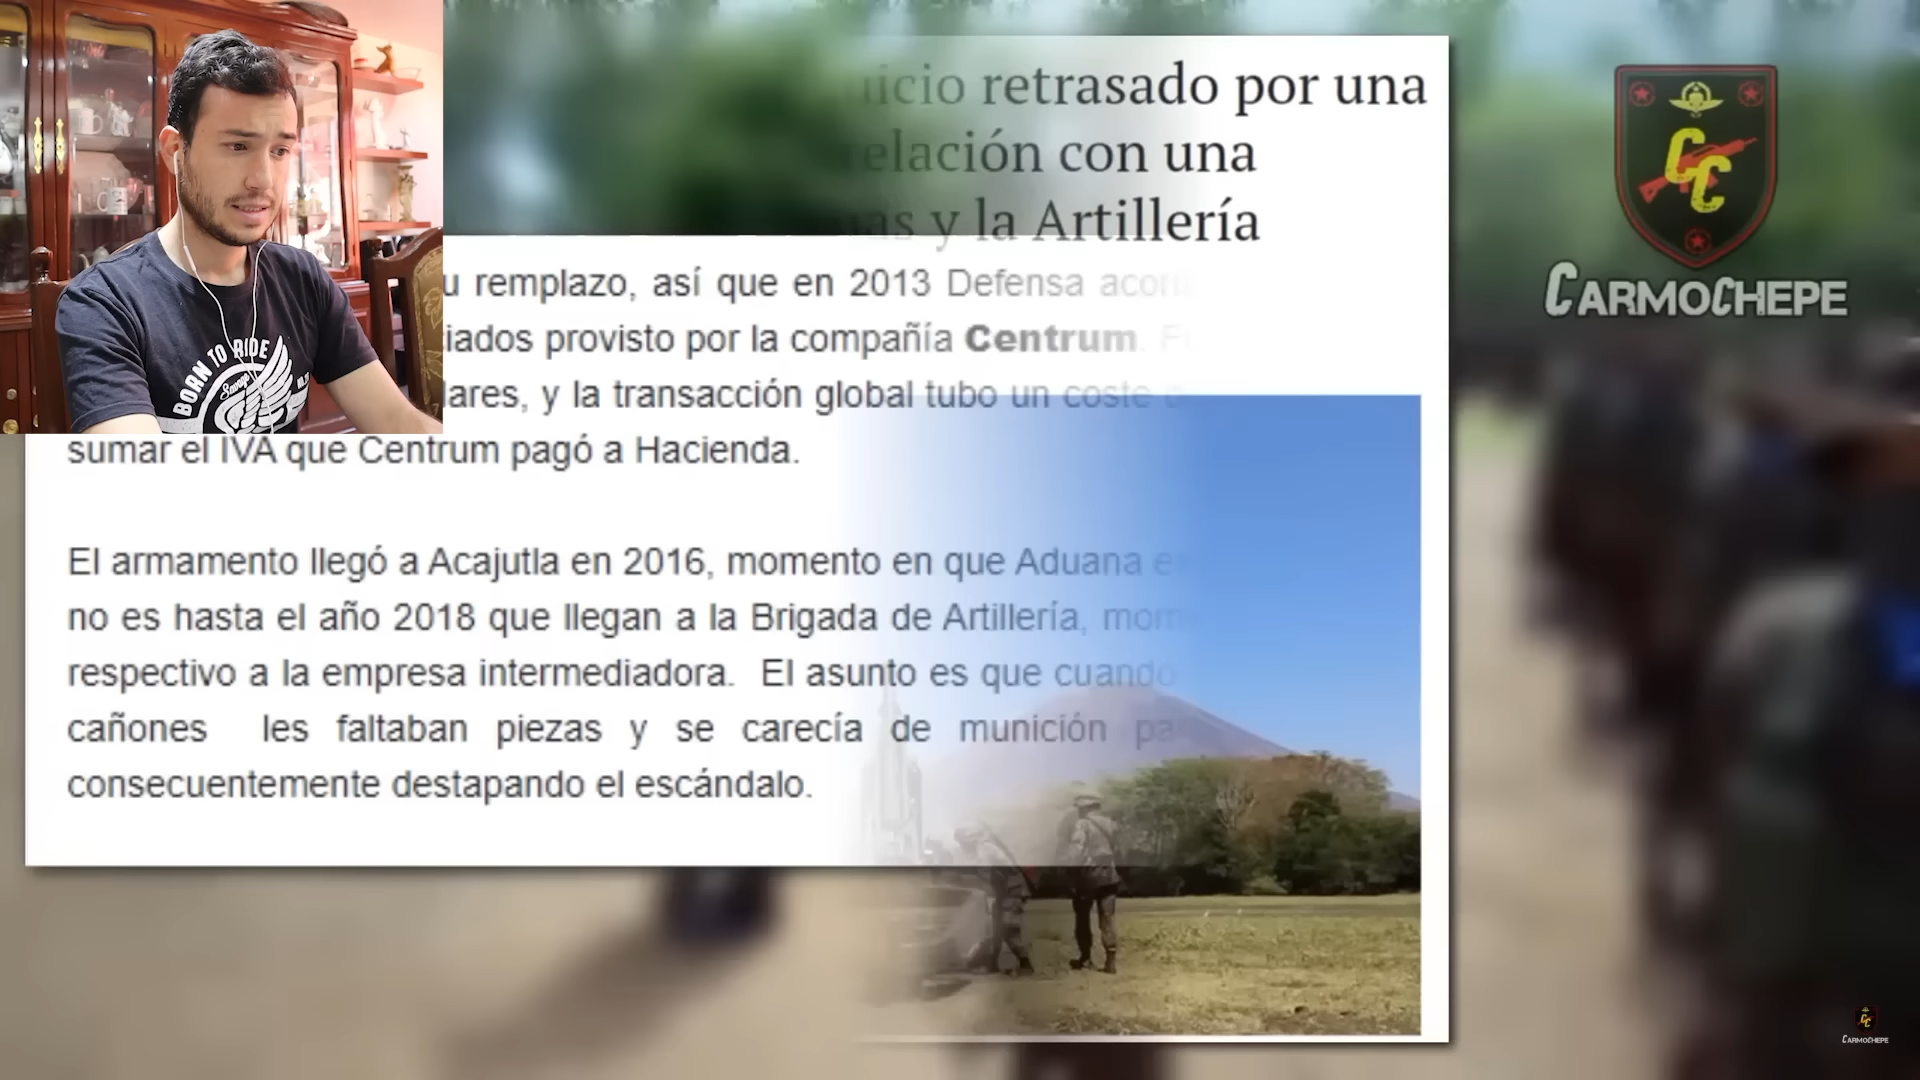 retrasado por una
con una
y la Artillería
remplazo, así que en 2013 Defensa
provisto por la compañía Centrum.
y la transacción global tubo un coste
sumar el IVA que Centrum pagó a Hacienda.
El armamento llegó a Acajutla en 2016, momento en que Aduana
no es hasta el año 2018 que llegan a la Brigada de Artillería,
respectivo a la empresa intermediadora. El asunto es que cuando
cañones les faltaban piezas y se carecía de munición
consecuentemente destapando el escándalo.
BORN TO RIDE
Savage
CC
CARMOCHEPE
CC
CARMOCHEPE